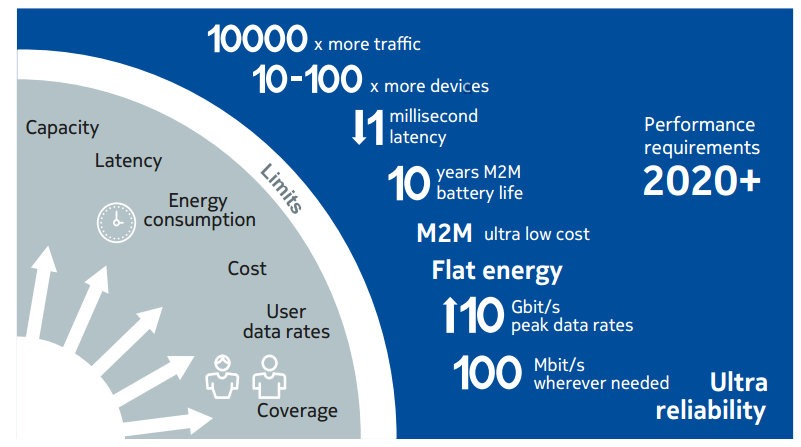 10000 x more traffic
10-100 x more devices
1 millisecond
latency
10 years M2M
battery life
M2M ultra low cost
Flat energy
10 Gbit/s
peak data rates
100 Mbit/s
wherever needed
Ultra
reliability
Performance
requirements
2020+
Limits
Capacity
Latency
Energy
consumption
Cost
User
data rates
Coverage